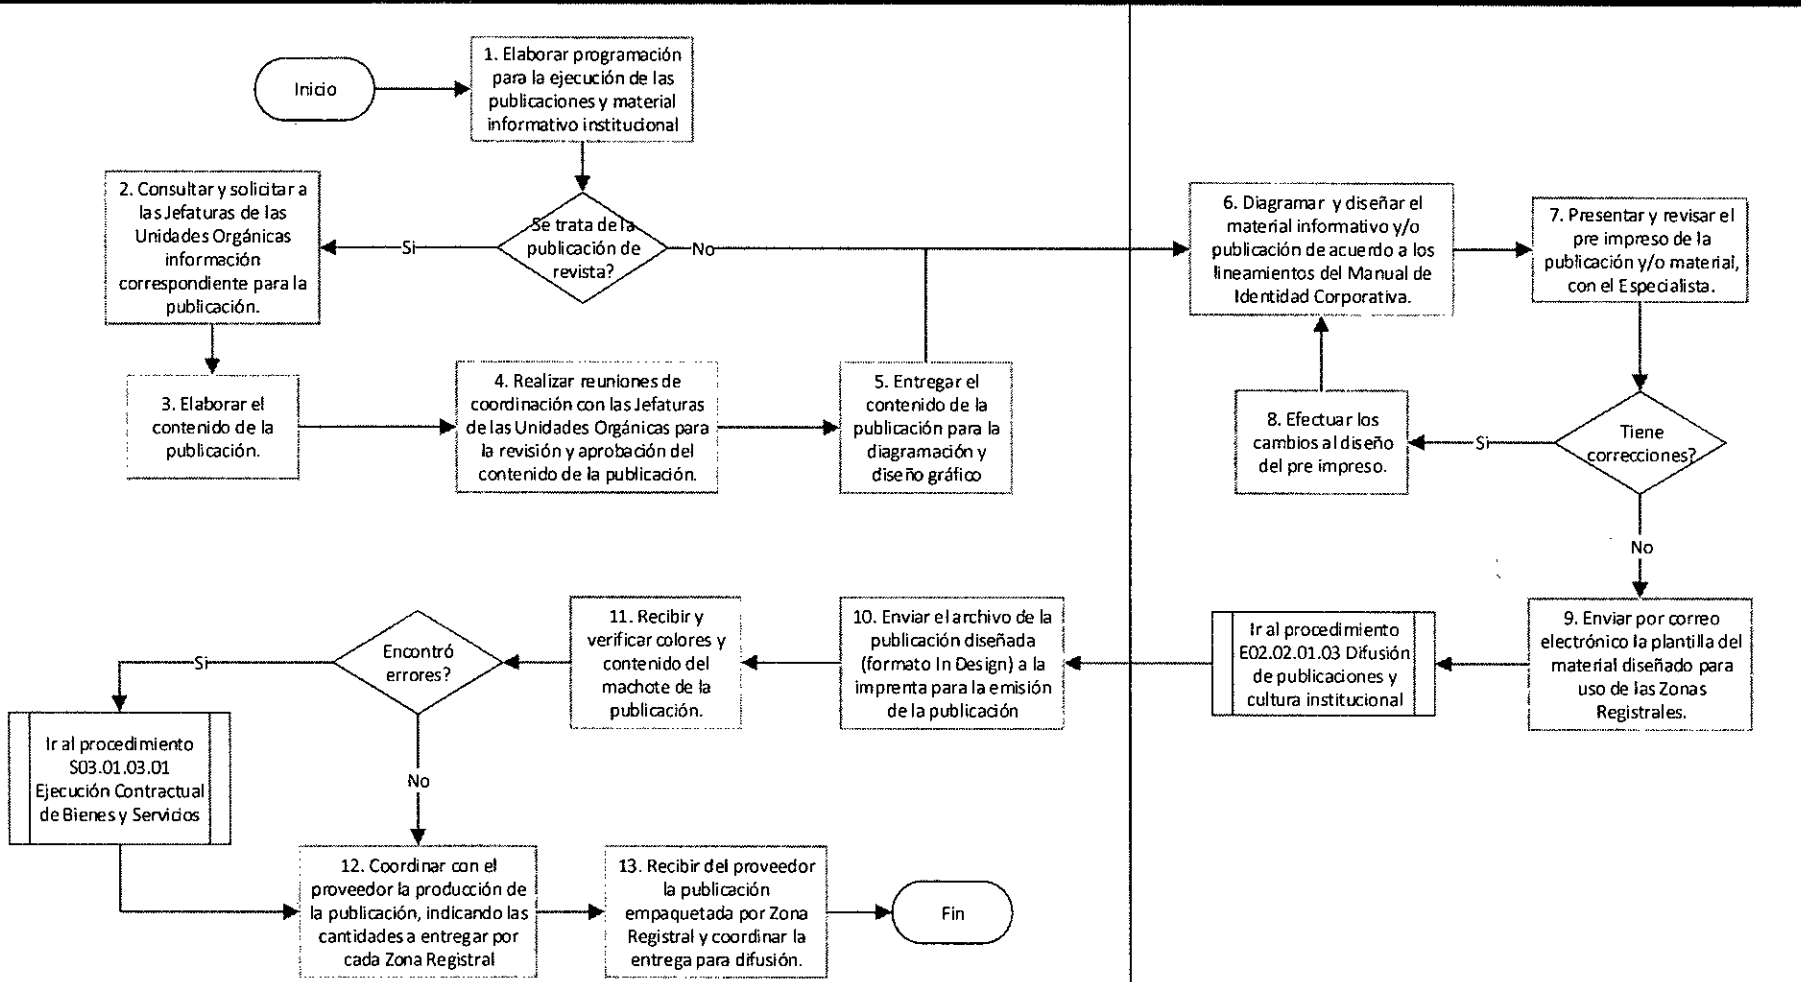 Inicio
1. Elaborar programación
para la ejecución de las
publicaciones y material
informativo institucional
Se trata de la
publicación de
revista?
Si
No
2. Consultar y solicitar a
las Jefaturas de las
Unidades Orgánicas
información
correspondiente para la
publicación.
3. Elaborar el
contenido de la
publicación.
4. Realizar reuniones de
coordinación con las Jefaturas
de las Unidades Orgánicas para
la revisión y aprobación del
contenido de la publicación.
5. Entregar el
contenido de la
publicación para la
diagramación y
diseño gráfico
6. Diagramar y diseñar el
material informativo y/o
publicación de acuerdo a los
lineamientos del Manual de
Identidad Corporativa.
7. Presentar y revisar el
pre impreso de la
publicación y/o material,
con el Especialista.
Tiene
correcciones?
Si
8. Efectuar los
cambios al diseño
del pre impreso.
No
9. Enviar por correo
electrónico la plantilla del
material diseñado para
uso de las Zonas
Registrales.
Ir al procedimiento
E02.02.01.03 Difusión
de publicaciones y
cultura institucional
10. Enviar el archivo de la
publicación diseñada
(formato In Design) a la
imprenta para la emisión
de la publicación
11. Recibir y
verificar colores y
contenido del
machote de la
publicación.
Encontró
errores?
Si
Ir al procedimiento
S03.01.03.01
Ejecución Contractual
de Bienes y Servicios
No
12. Coordinar con el
proveedor la producción de
la publicación, indicando las
cantidades a entregar por
cada Zona Registral
13. Recibir del proveedor
la publicación
empaquetada por Zona
Registral y coordinar la
entrega para difusión.
Fin